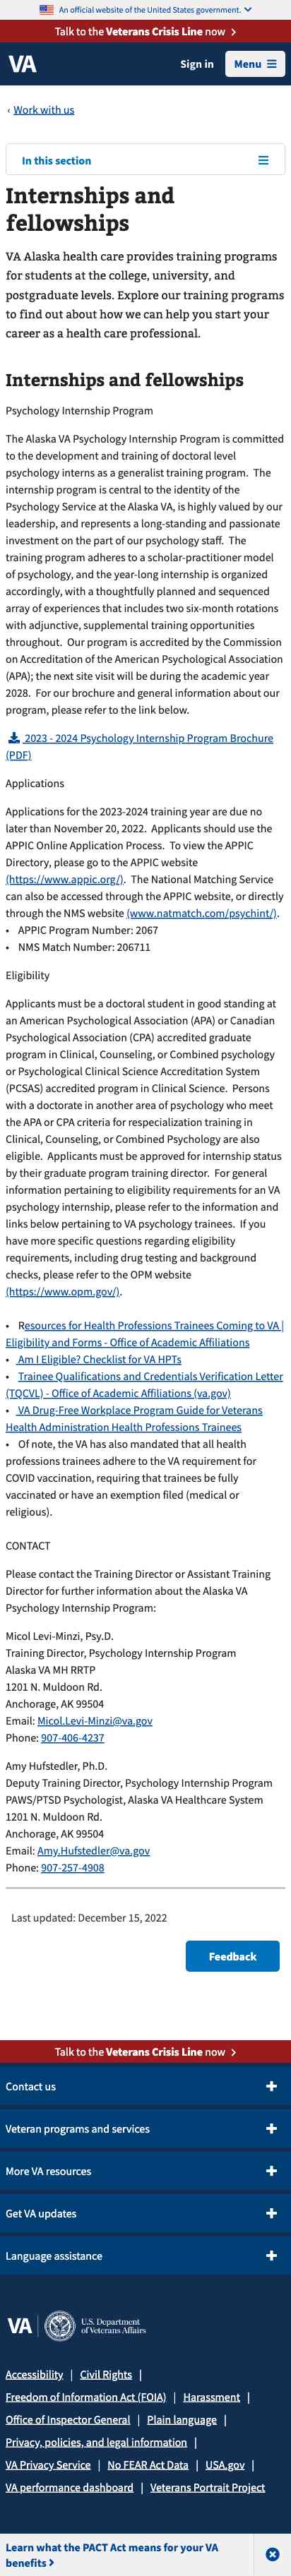 An official website of the United States government.
Talk to the Veterans Crisis Line now
VA
Sign in
Menu
‹ Work with us
In this section
Internships and
fellowships
VA Alaska health care provides training programs
for students at the college, university, and
postgraduate levels. Explore our training programs
to find out about how we can help you start your
career as a health care professional.
Internships and fellowships
Psychology Internship Program
The Alaska VA Psychology Internship Program is committed
to the development and training of doctoral level
psychology interns as a generalist training program. The
internship program is central to the identity of the
Psychology Service at the Alaska VA, is highly valued by our
leadership, and represents a long-standing and passionate
investment on the part of our psychology staff. The
training program adheres to a scholar-practitioner model
of psychology, and the year-long internship is organized
accordingly, with a thoughtfully planned and sequenced
array of experiences that includes two six-month rotations
with adjunctive, supplemental training opportunities
throughout. Our program is accredited by the Commission
on Accreditation of the American Psychological Association
(APA); the next site visit will be during the academic year
2028. For our brochure and general information about our
program, please refer to the link below.
2023 - 2024 Psychology Internship Program Brochure
(PDF)
Applications
Applications for the 2023-2024 training year are due no
later than November 20, 2022. Applicants should use the
APPIC Online Application Process. To view the APPIC
Directory, please go to the APPIC website
(https://www.appic.org/). The National Matching Service
can also be accessed through the APPIC website, or directly
through the NMS website (www.natmatch.com/psychint/).
• APPIC Program Number: 2067
• NMS Match Number: 206711
Eligibility
Applicants must be a doctoral student in good standing at
an American Psychological Association (APA) or Canadian
Psychological Association (CPA) accredited graduate
program in Clinical, Counseling, or Combined psychology
or Psychological Clinical Science Accreditation System
(PCSAS) accredited program in Clinical Science. Persons
with a doctorate in another area of psychology who meet
the APA or CPA criteria for respecialization training in
Clinical, Counseling, or Combined Psychology are also
eligible. Applicants must be approved for internship status
by their graduate program training director. For general
information pertaining to eligibility requirements for an VA
psychology internship, please refer to the information and
links below pertaining to VA psychology trainees. If you
have more specific questions regarding eligibility
requirements, including drug testing and background
checks, please refer to the OPM website
(https://www.opm.gov/).
• Resources for Health Professions Trainees Coming to VA |
Eligibility and Forms - Office of Academic Affiliations
• Am I Eligible? Checklist for VA HPTs
• Trainee Qualifications and Credentials Verification Letter
(TQCVL) - Office of Academic Affiliations (va.gov)
• VA Drug-Free Workplace Program Guide for Veterans
Health Administration Health Professions Trainees
• Of note, the VA has also mandated that all health
professions trainees adhere to the VA requirement for
COVID vaccination, requiring that trainees be fully
vaccinated or have an exemption filed (medical or
religious).
CONTACT
Please contact the Training Director or Assistant Training
Director for further information about the Alaska VA
Psychology Internship Program:
Micol Levi-Minzi, Psy.D.
Training Director, Psychology Internship Program
Alaska VA MH RRTP
1201 N. Muldoon Rd.
Anchorage, AK 99504
Email: Micol.Levi-Minzi@va.gov
Phone: 907-406-4237
Amy Hufstedler, Ph.D.
Deputy Training Director, Psychology Internship Program
PAWS/PTSD Psychologist, Alaska VA Healthcare System
1201 N. Muldoon Rd.
Anchorage, AK 99504
Email: Amy.Hufstedler@va.gov
Phone: 907-257-4908
Last updated: December 15, 2022
Feedback
Talk to the Veterans Crisis Line now
Contact us
Veteran programs and services
More VA resources
Get VA updates
Language assistance
VA U.S. Department
of Veterans Affairs
Accessibility | Civil Rights |
Freedom of Information Act (FOIA) | Harassment |
Office of Inspector General | Plain language |
Privacy, policies, and legal information |
VA Privacy Service | No FEAR Act Data | USA.gov |
VA performance dashboard | Veterans Portrait Project
Learn what the PACT Act means for your VA
benefits